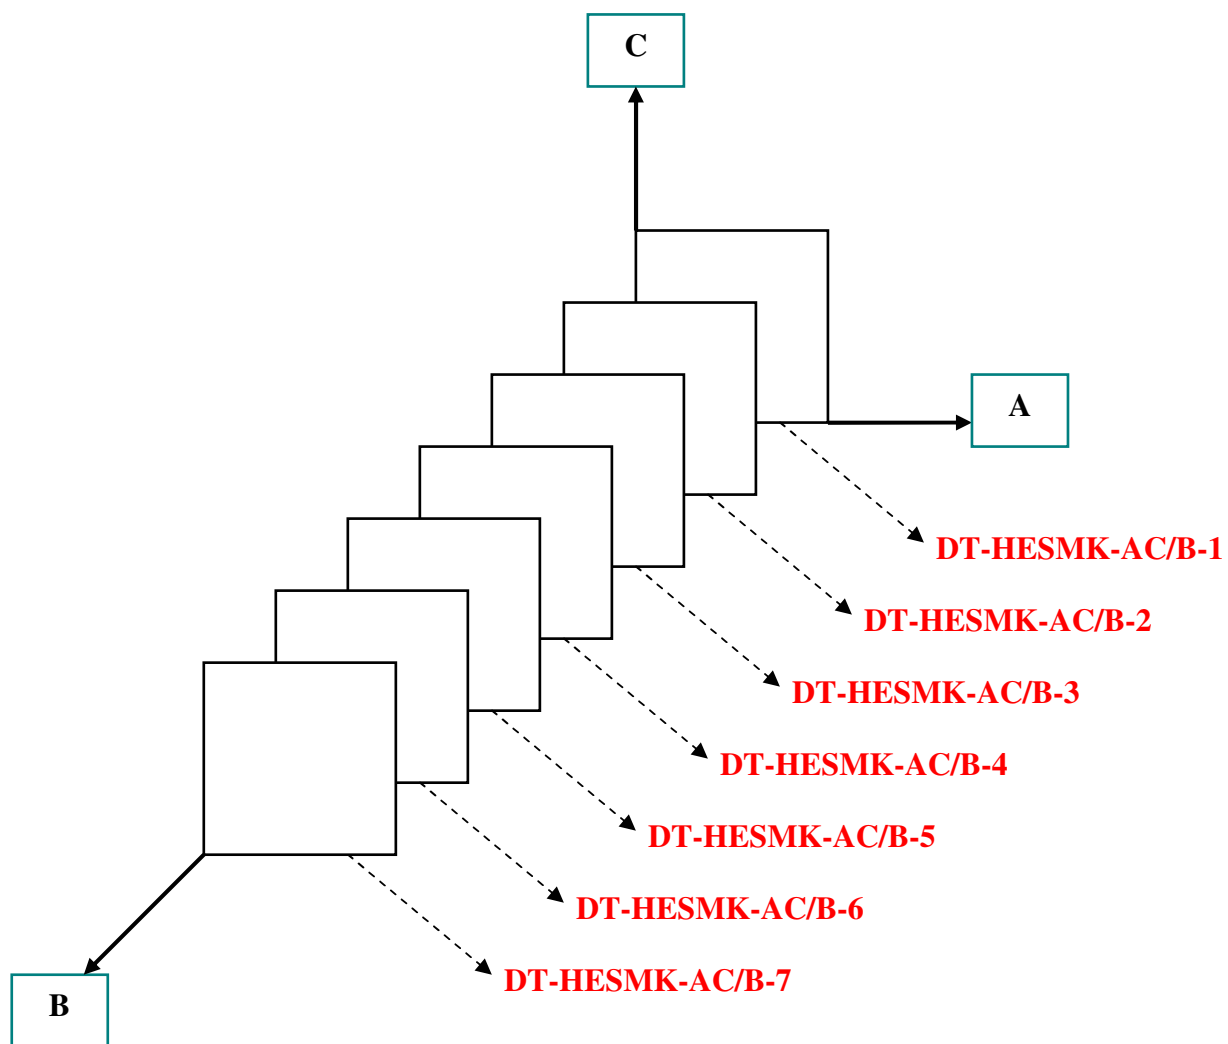 C
A
DT-HESMK-AC/B-1
DT-HESMK-AC/B-2
DT-HESMK-AC/B-3
DT-HESMK-AC/B-4
DT-HESMK-AC/B-5
DT-HESMK-AC/B-6
DT-HESMK-AC/B-7
B